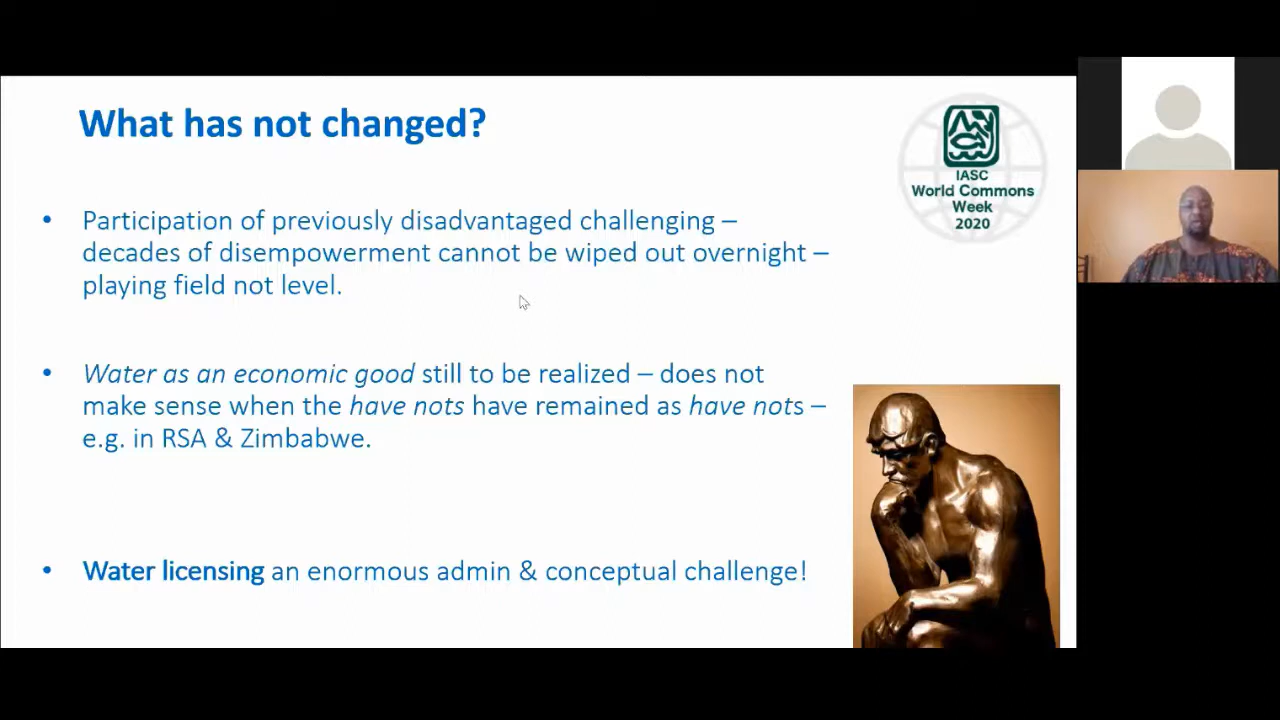 What has not changed?
IASC
World Commons
Week
2020
• Participation of previously disadvantaged challenging –
decades of disempowerment cannot be wiped out overnight –
playing field not level.
• Water as an economic good still to be realized – does not
make sense when the have nots have remained as have nots –
e.g. in RSA & Zimbabwe.
• Water licensing an enormous admin & conceptual challenge!